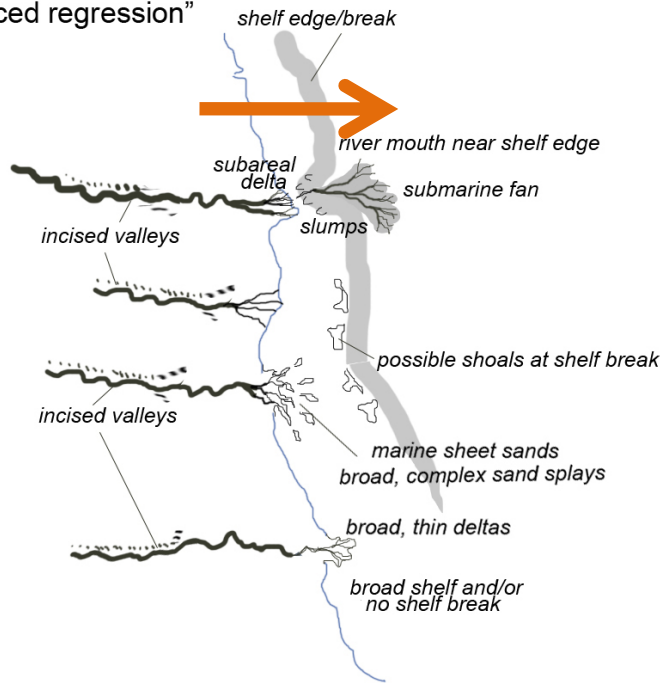 ced regression”
shelf edge/break
river mouth near shelf edge
subareal
delta
submarine fan
slumps
incised valleys
possible shoals at shelf break
incised valleys
marine sheet sands
broad, complex sand splays
broad, thin deltas
broad shelf and/or
no shelf break